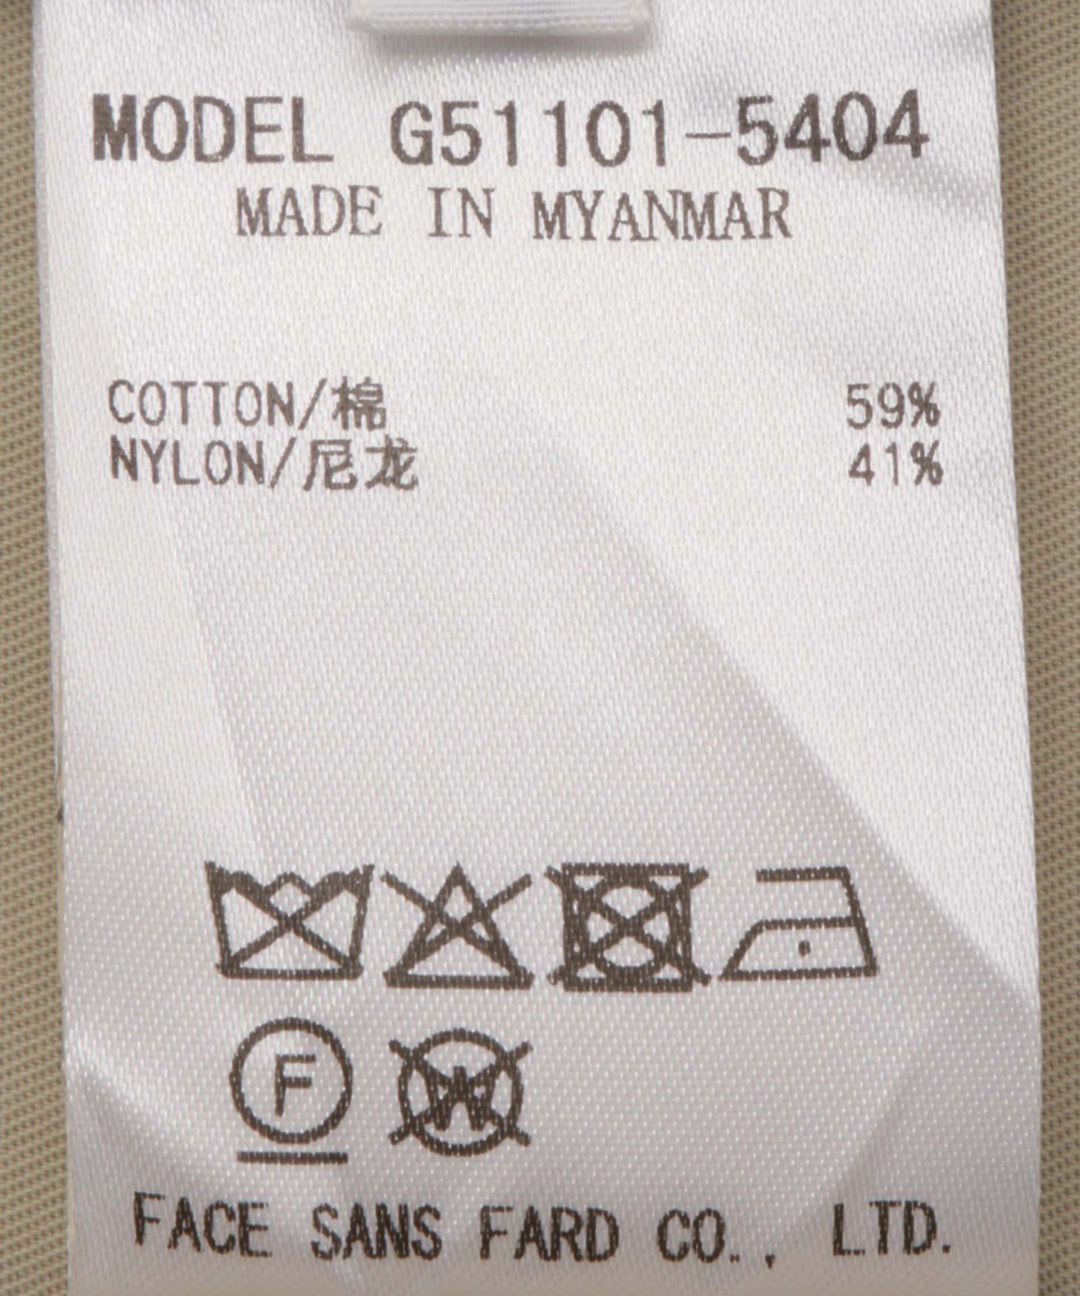 MODEL G51101-5404
MADE IN MYANMAR
COTTON/棉 59%
NYLON/尼龙 41%
F
W
FACE SANS FARD CO., LTD.